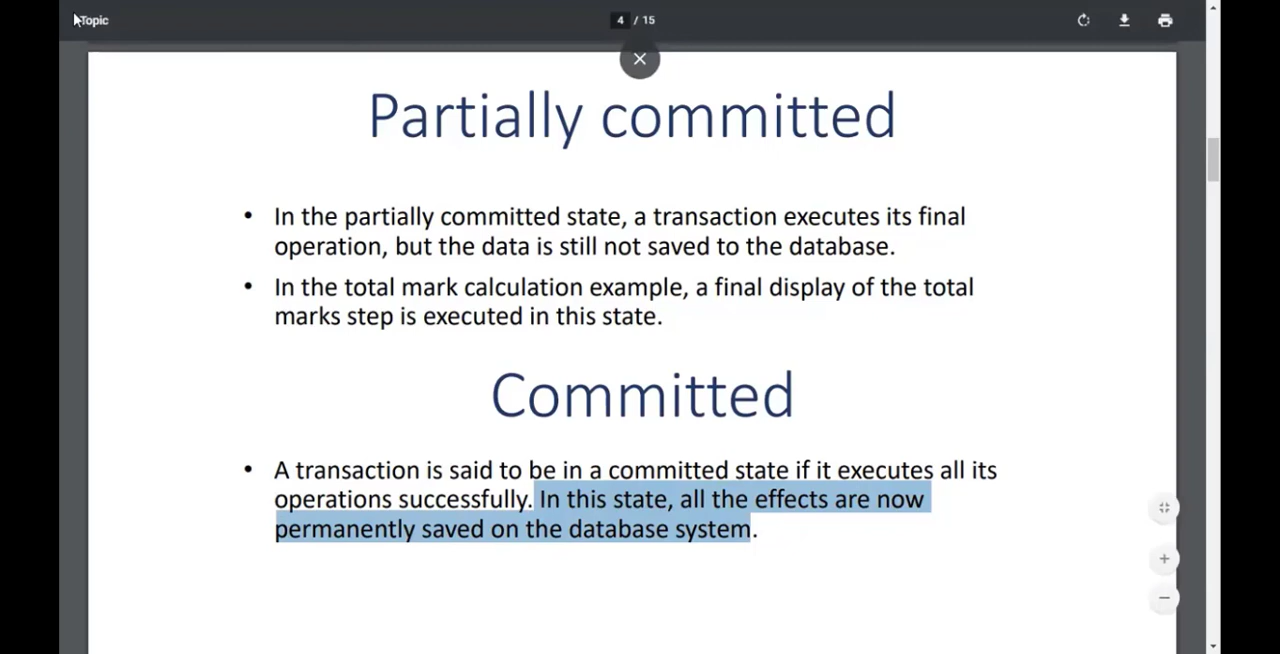 Topic
4 / 15
Partially committed
• In the partially committed state, a transaction executes its final
operation, but the data is still not saved to the database.
• In the total mark calculation example, a final display of the total
marks step is executed in this state.
Committed
• A transaction is said to be in a committed state if it executes all its
operations successfully. In this state, all the effects are now
permanently saved on the database system.